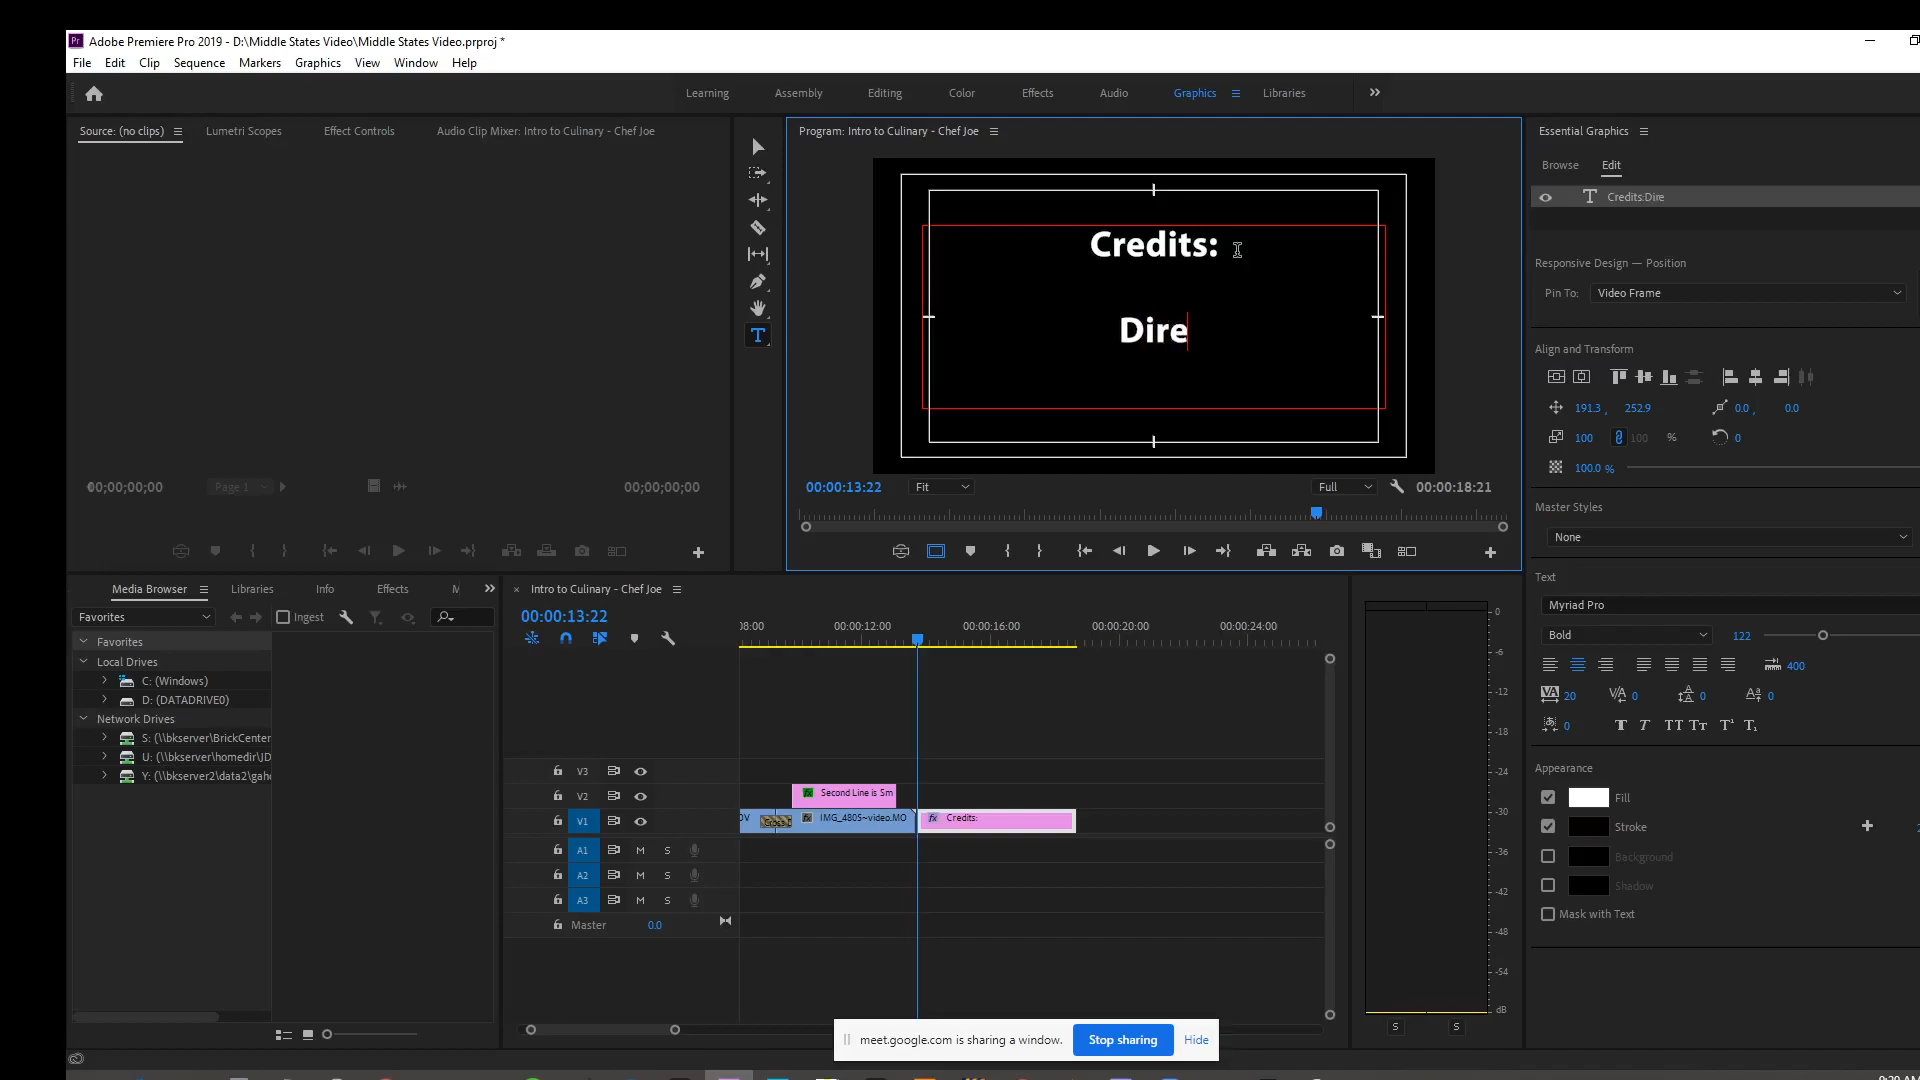 Adobe Premiere Pro 2019 - D:\Middle States Video\Middle States Video.prproj *
File Edit Clip Sequence Markers Graphics View Window Help
Learning Assembly Editing Color Effects Audio Graphics Libraries
Source: (no clips) Lumetri Scopes Effect Controls Audio Clip Mixer: Intro to Culinary - Chef Joe
Program: Intro to Culinary - Chef Joe
Credits:
Dire
00;00;00;00 Page 1 00;00;00;00
00:00:13:22 Fit Full 00:00:18:21
Essential Graphics
Browse Edit
Credits:Dire
Responsive Design — Position
Pin To: Video Frame
Align and Transform
191.3 , 252.9 0.0 , 0.0
100 100 % 0
100.0 %
Master Styles
None
Text
Myriad Pro
Bold 122
400
20 0 0 0
0
Appearance
Fill
Stroke
Background
Shadow
Mask with Text
Media Browser Libraries Info Effects M
Favorites Ingest
Favorites
Local Drives
C: (Windows)
D: (DATADRIVE0)
Network Drives
S: (\\bkserver\BrickCenter
U: (\\bkserver\homedir\JD
Y: (\\bkserver2\data2\gaho
Intro to Culinary - Chef Joe
00:00:13:22
08:00 00:00:12:00 00:00:16:00 00:00:20:00 00:00:24:00
V3
V2 Second Line is Sm
V1 OV Cross D IMG_4805~video.MO Credits:
A1 M S
A2 M S
A3 M S
Master 0.0
0
-6
-12
-18
-24
-30
-36
-42
-48
-54
dB
S S
meet.google.com is sharing a window. Stop sharing Hide